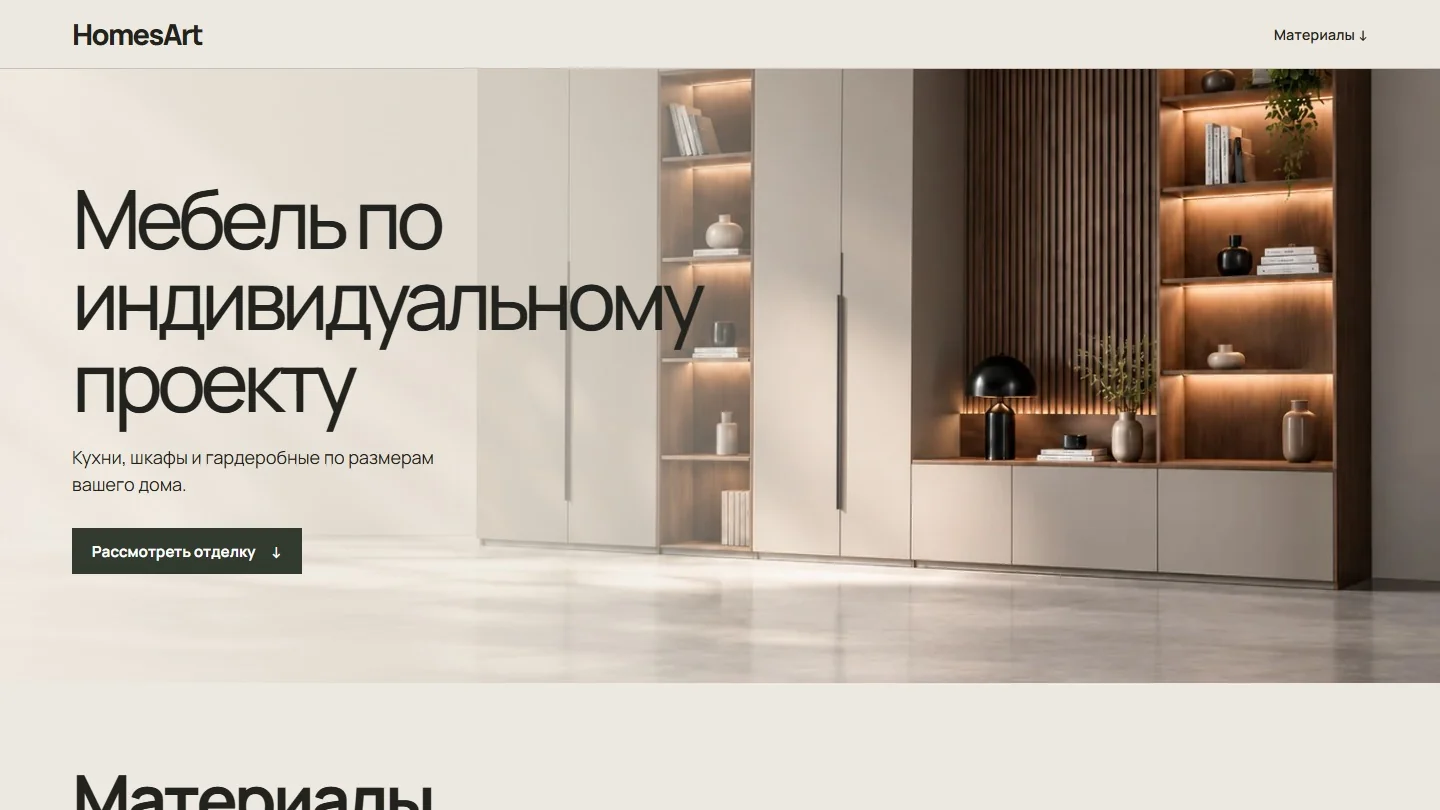 HomesArt
Материалы ↓
Мебель по
индивидуальному
проекту
Кухни, шкафы и гардеробные по размерам
вашего дома.
Рассмотреть отделку ↓
Материалы